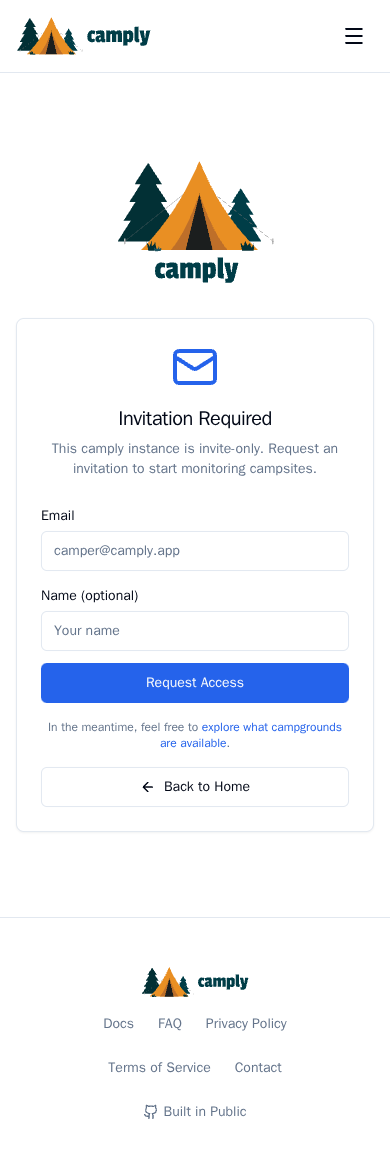 camply
camply
Invitation Required
This camply instance is invite-only. Request an
invitation to start monitoring campsites.
Email
camper@camply.app
Name (optional)
Your name
Request Access
In the meantime, feel free to explore what campgrounds
are available.
Back to Home
camply
Docs FAQ Privacy Policy
Terms of Service Contact
Built in Public